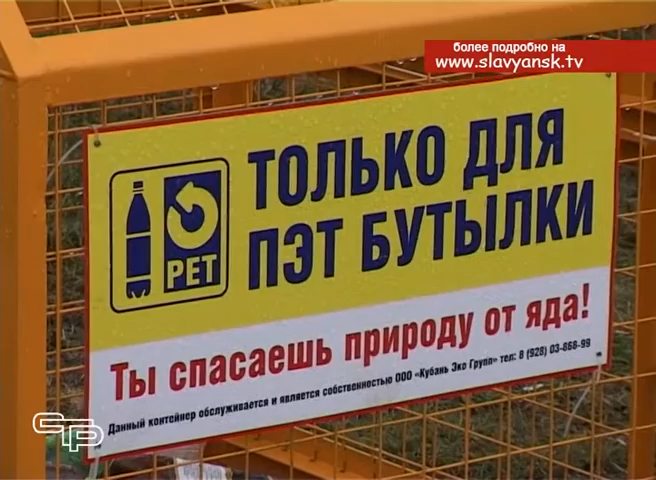 более подробно на
www.slavyansk.tv
ТОЛЬКО ДЛЯ
ПЭТ БУТЫЛКИ
PET
Ты спасаешь природу от яда!
Данный контейнер обслуживается и является собственностью ООО «Кубань Эко Групп» тел: 8 (928) 03-868-99
СТР